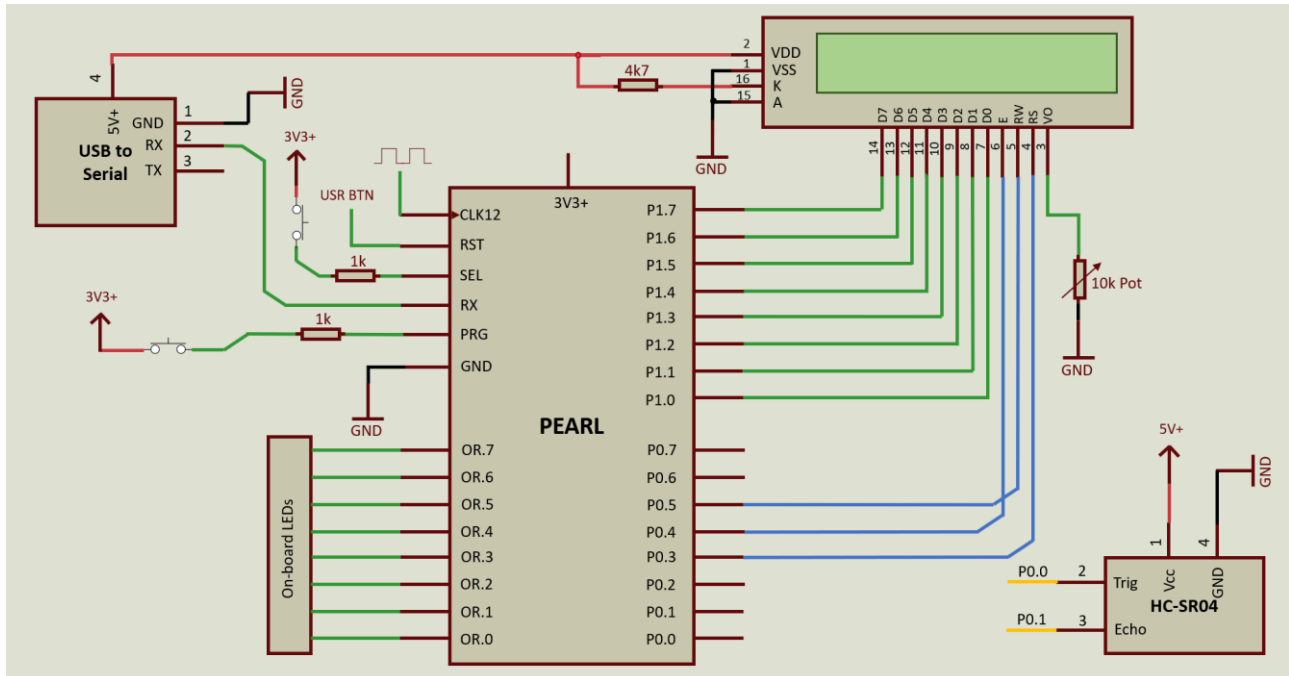 4
5V+
GND
1
RX
2
TX
3
USB to
Serial
GND
3V3+
USR BTN
1k
3V3+
1k
GND
4k7
2
VDD
1
VSS
16
K
15
A
GND
D7
D6
D5
D4
D3
D2
D1
D0
E
RW
RS
VO
14
13
12
11
10
9
8
7
6
5
4
3
10k Pot
GND
3V3+
CLK12
RST
SEL
RX
PRG
GND
PEARL
OR.7
OR.6
OR.5
OR.4
OR.3
OR.2
OR.1
OR.0
On-board LEDs
P1.7
P1.6
P1.5
P1.4
P1.3
P1.2
P1.1
P1.0
P0.7
P0.6
P0.5
P0.4
P0.3
P0.2
P0.1
P0.0
5V+
GND
1
4
Vcc
GND
P0.0
2
Trig
HC-SR04
P0.1
3
Echo